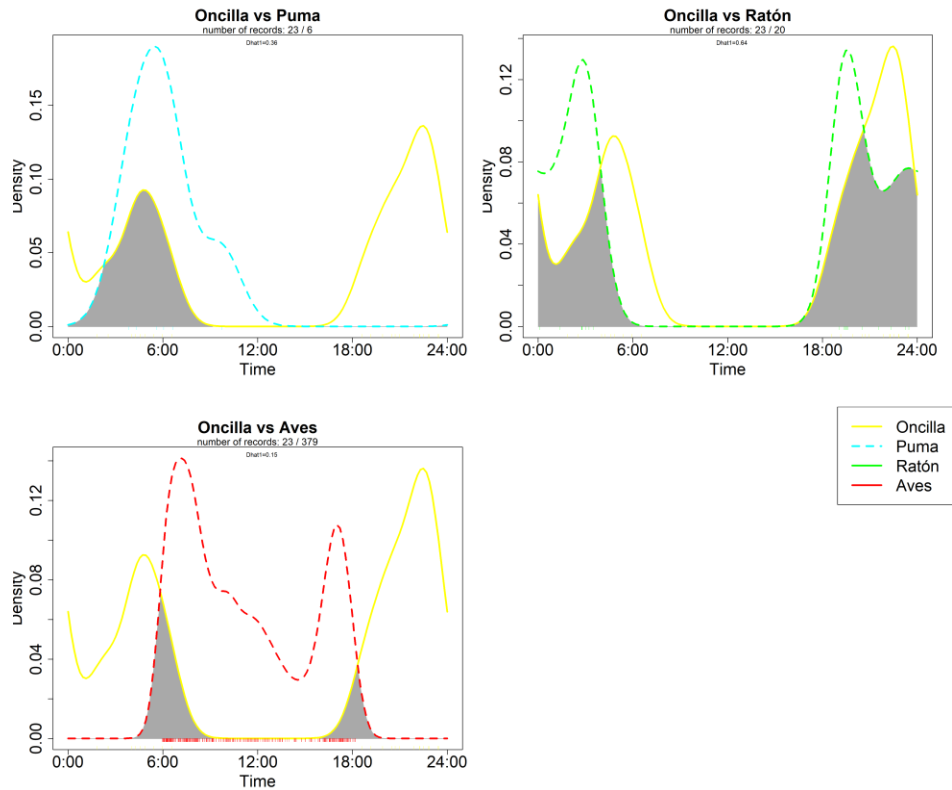 Oncilla vs Puma
number of records: 23 / 6
Dhat1=0.36
Density
0.00
0.05
0.10
0.15
0:00 6:00 12:00 18:00 24:00
Time
Oncilla vs Ratón
number of records: 23 / 20
Dhat1=0.64
Density
0.00
0.04
0.08
0.12
0:00 6:00 12:00 18:00 24:00
Time
Oncilla vs Aves
number of records: 23 / 379
Dhat1=0.15
Density
0.00
0.04
0.08
0.12
0:00 6:00 12:00 18:00 24:00
Time
Oncilla
Puma
Ratón
Aves